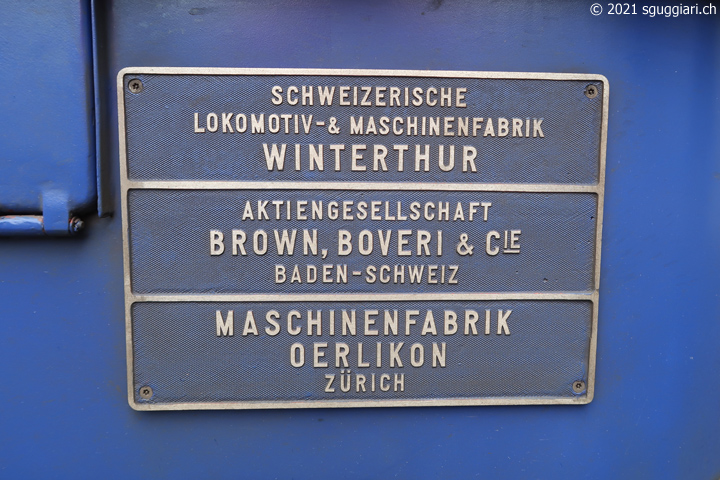 © 2021 sguggiari.ch
SCHWEIZERISCHE
LOKOMOTIV-& MASCHINENFABRIK
WINTERTHUR
AKTIENGESELLSCHAFT
BROWN, BOVERI & CIE
BADEN-SCHWEIZ
MASCHINENFABRIK
OERLIKON
ZÜRICH